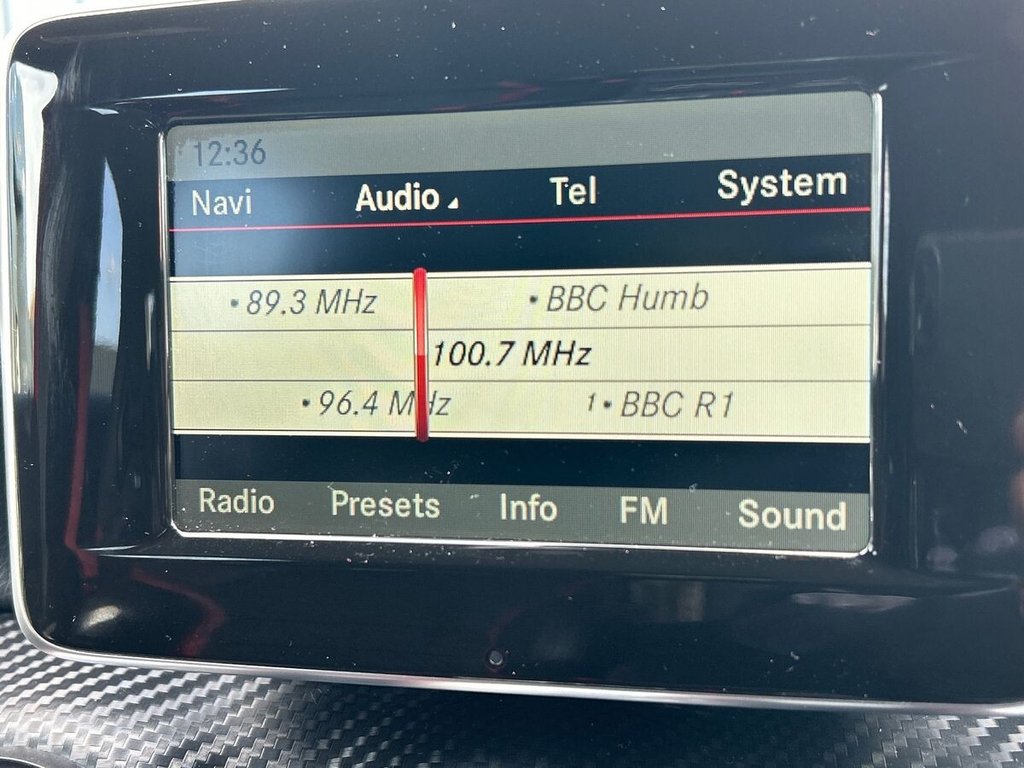 12:36
Navi Audio Tel System
• 89.3 MHz • BBC Humb
100.7 MHz
• 96.4 MHz 1 • BBC R1
Radio Presets Info FM Sound